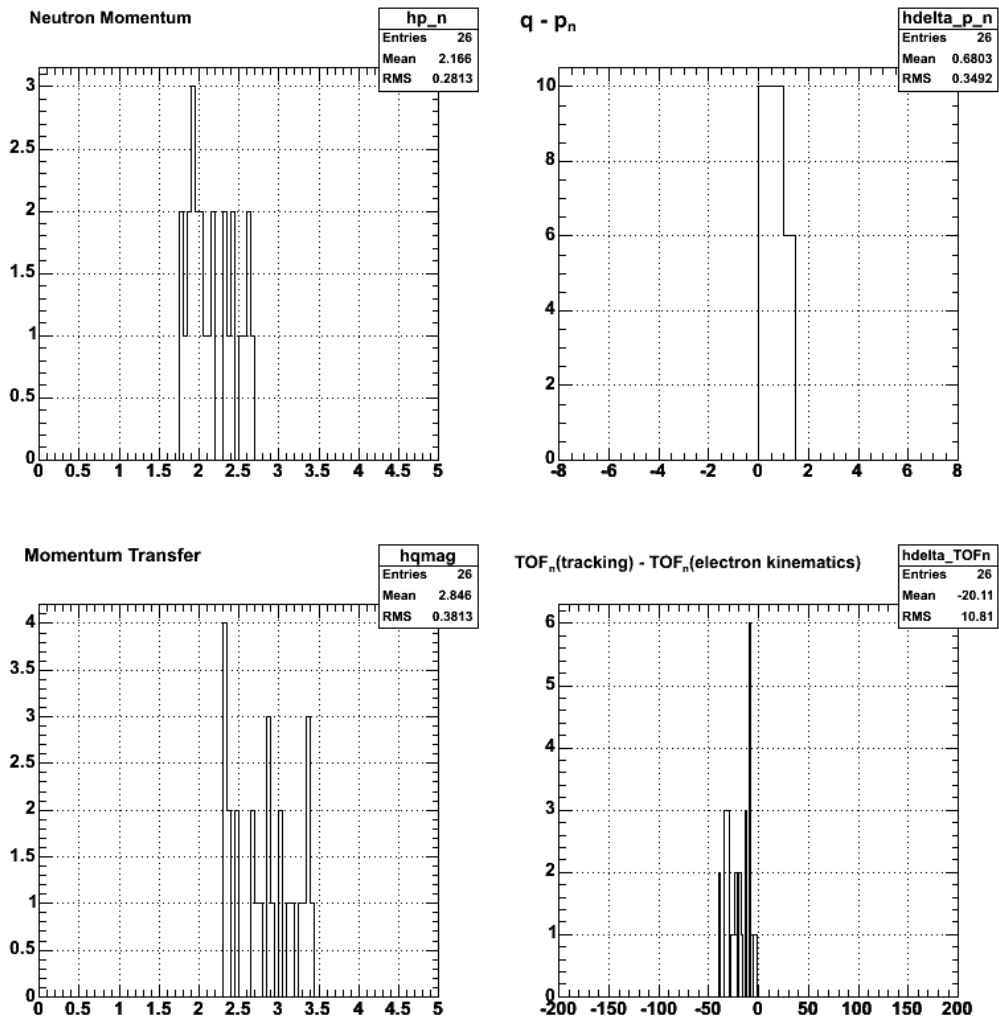 Neutron Momentum
hp_n
Entries 26
Mean 2.166
RMS 0.2813
3
2.5
2
1.5
1
0.5
0
0 0.5 1 1.5 2 2.5 3 3.5 4 4.5 5
q - pn
hdelta_p_n
Entries 26
Mean 0.6803
RMS 0.3492
10
8
6
4
2
0
-8 -6 -4 -2 0 2 4 6 8
Momentum Transfer
hqmag
Entries 26
Mean 2.846
RMS 0.3813
4
3.5
3
2.5
2
1.5
1
0.5
0
0 0.5 1 1.5 2 2.5 3 3.5 4 4.5 5
TOFn(tracking) - TOFn(electron kinematics)
hdelta_TOFn
Entries 26
Mean -20.11
RMS 10.81
6
5
4
3
2
1
0
-200 -150 -100 -50 0 50 100 150 200